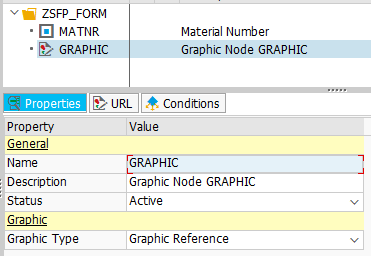 ZSFP_FORM
MATNR Material Number
GRAPHIC Graphic Node GRAPHIC
Properties URL Conditions
Property Value
General
Name GRAPHIC
Description Graphic Node GRAPHIC
Status Active
Graphic
Graphic Type Graphic Reference